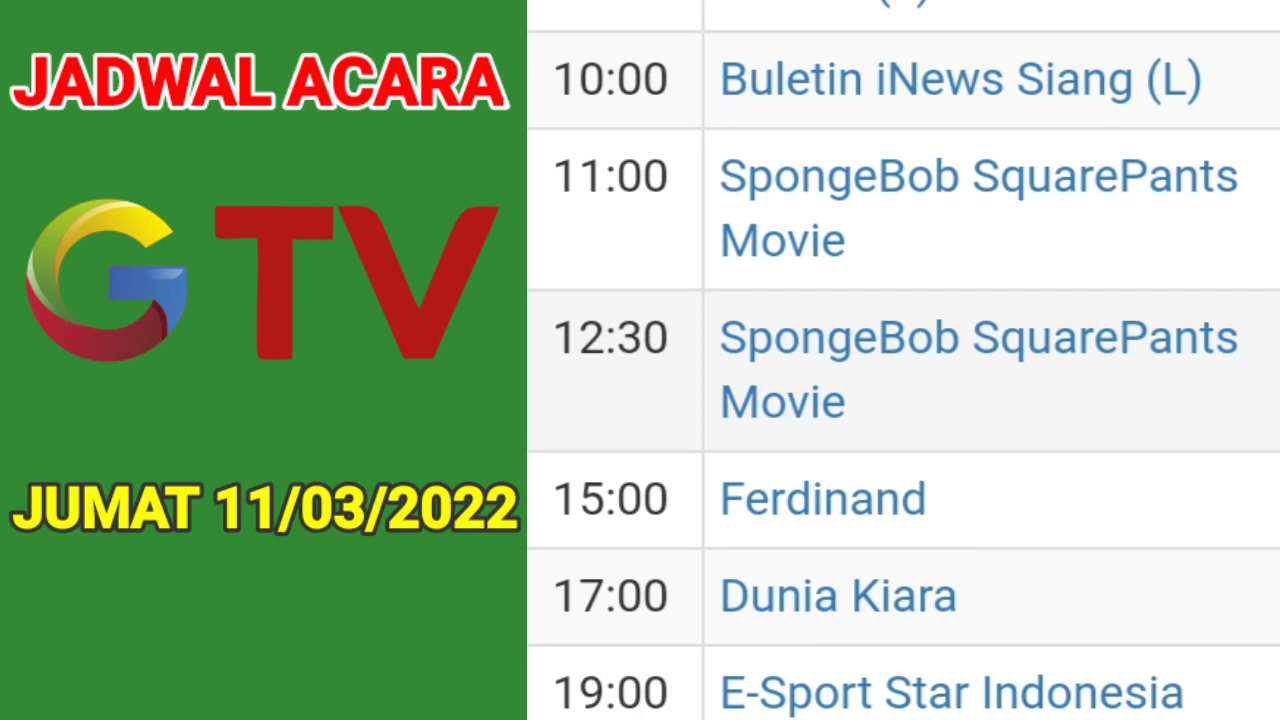 JADWAL ACARA
GTV
JUMAT 11/03/2022
10:00 Buletin iNews Siang (L)
11:00 SpongeBob SquarePants
Movie
12:30 SpongeBob SquarePants
Movie
15:00 Ferdinand
17:00 Dunia Kiara
19:00 E-Sport Star Indonesia